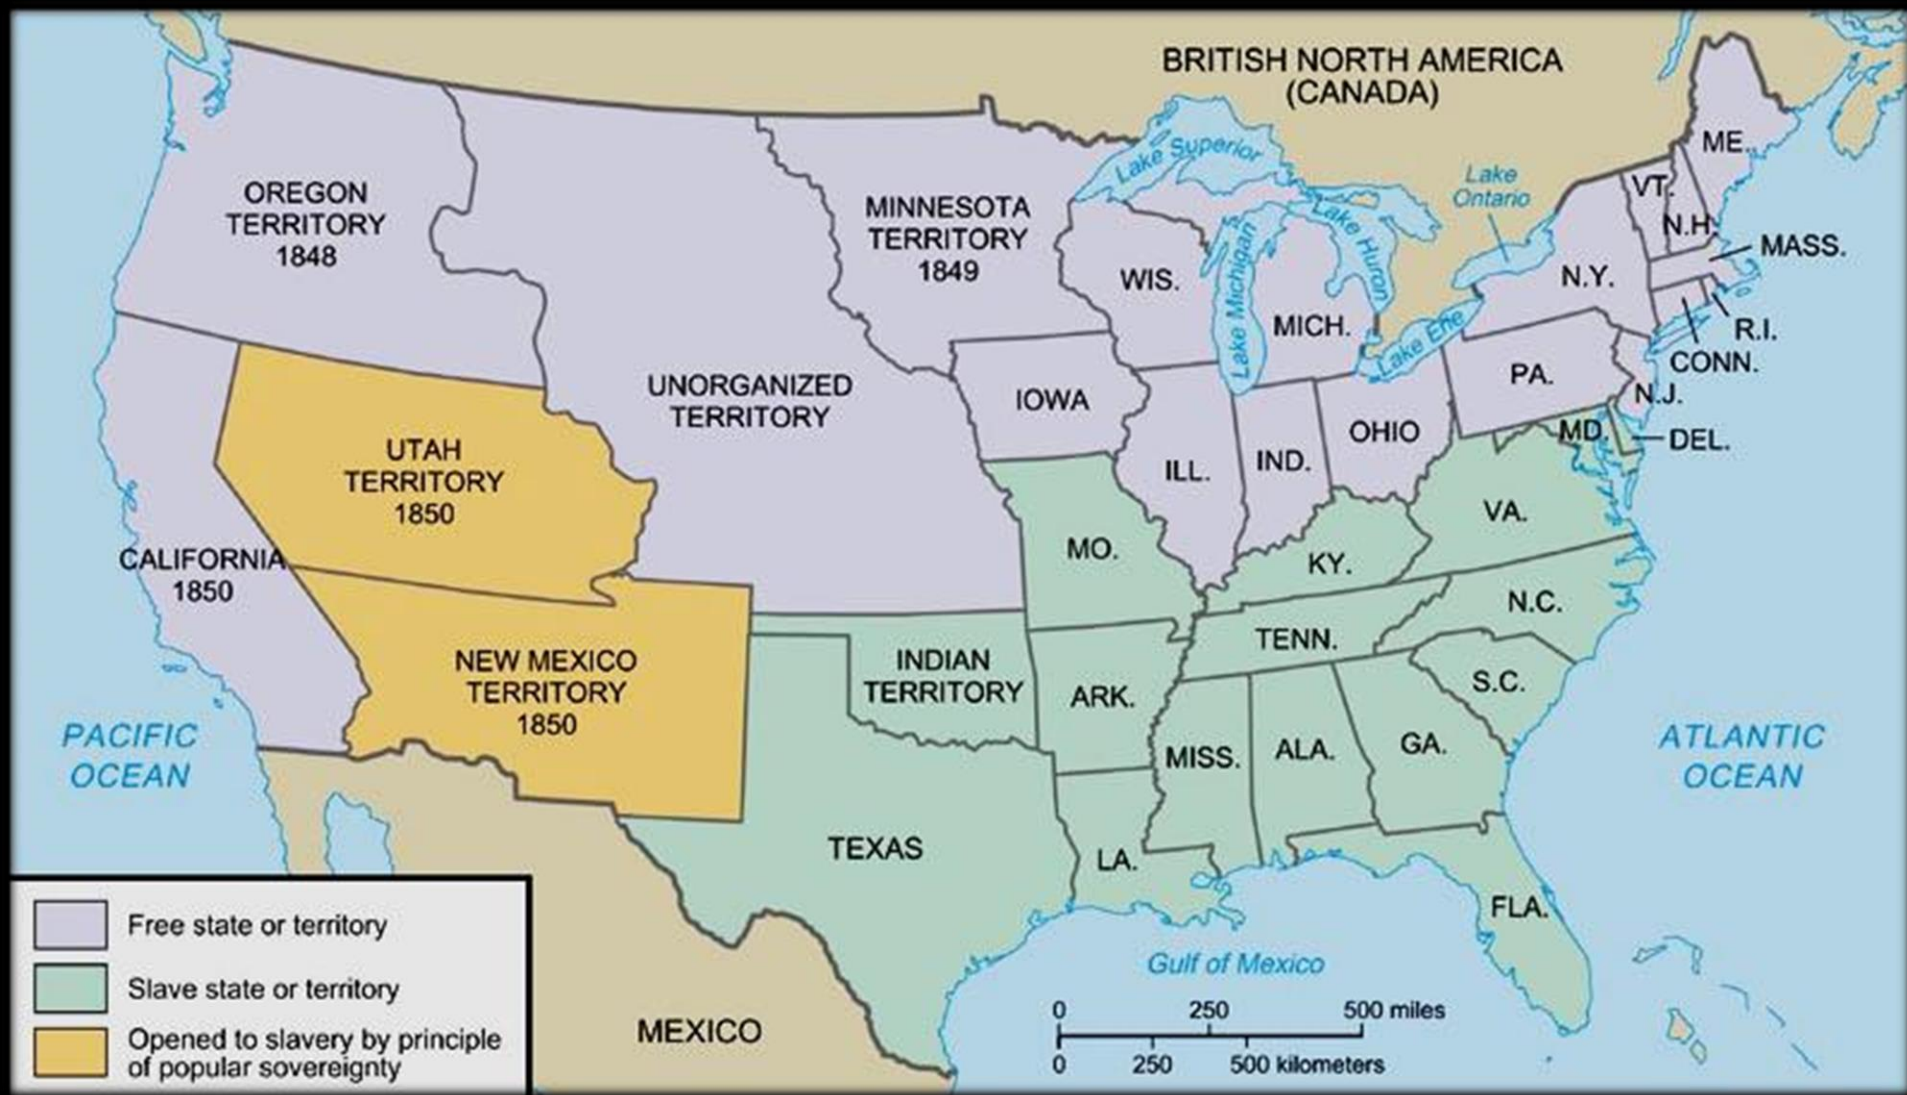 BRITISH NORTH AMERICA
(CANADA)
OREGON
TERRITORY
1848
MINNESOTA
TERRITORY
1849
UNORGANIZED
TERRITORY
UTAH
TERRITORY
1850
CALIFORNIA
1850
NEW MEXICO
TERRITORY
1850
INDIAN
TERRITORY
Lake Superior
Lake Michigan
Lake Huron
Lake
Ontario
Lake Erie
ME.
VT.
N.H.
MASS.
N.Y.
R.I.
CONN.
N.J.
PA.
MD.
DEL.
WIS.
MICH.
IOWA
ILL.
IND.
OHIO
MO.
KY.
VA.
N.C.
TENN.
ARK.
S.C.
MISS.
ALA.
GA.
LA.
TEXAS
FLA.
PACIFIC
OCEAN
ATLANTIC
OCEAN
Gulf of Mexico
MEXICO
0 250 500 miles
0 250 500 kilometers
Free state or territory
Slave state or territory
Opened to slavery by principle
of popular sovereignty